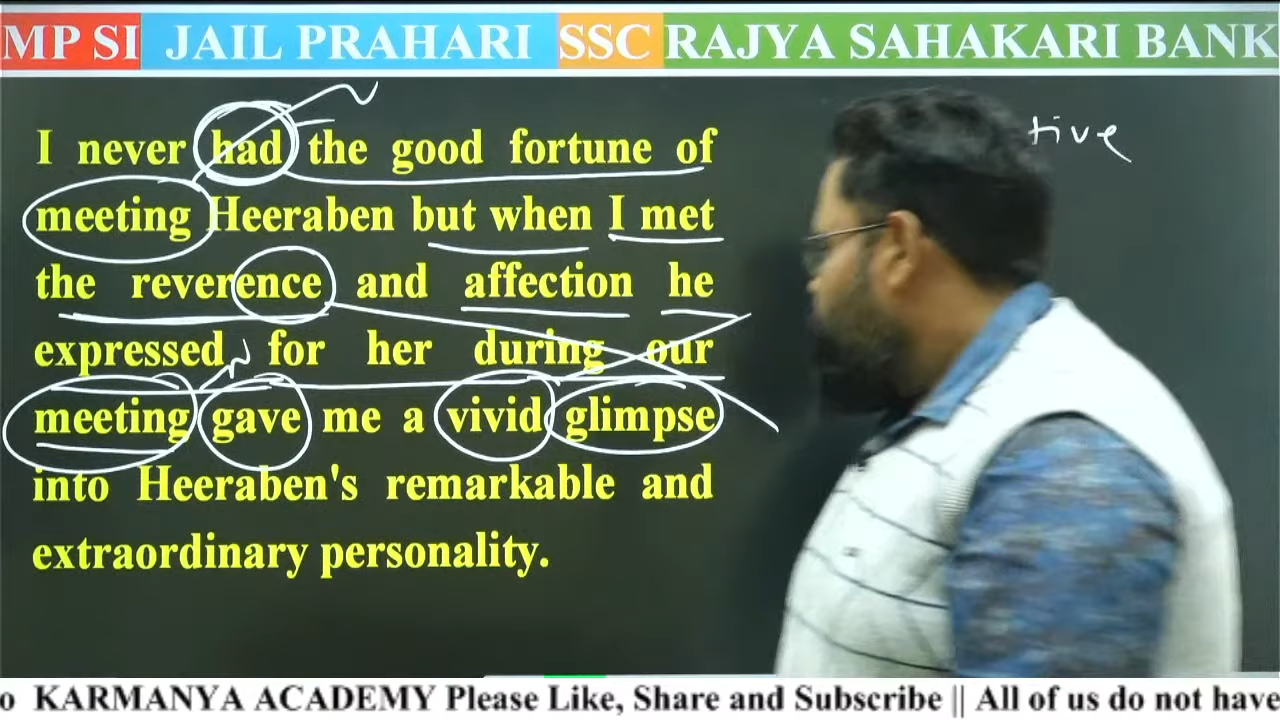 MP SI JAIL PRAHARI SSC RAJYA SAHAKARI BANK
tive
I never had the good fortune of
meeting Heeraben but when I met
the reverence and affection he
expressed for her during our
meeting gave me a vivid glimpse
into Heeraben's remarkable and
extraordinary personality.
o KARMANYA ACADEMY Please Like, Share and Subscribe || All of us do not have